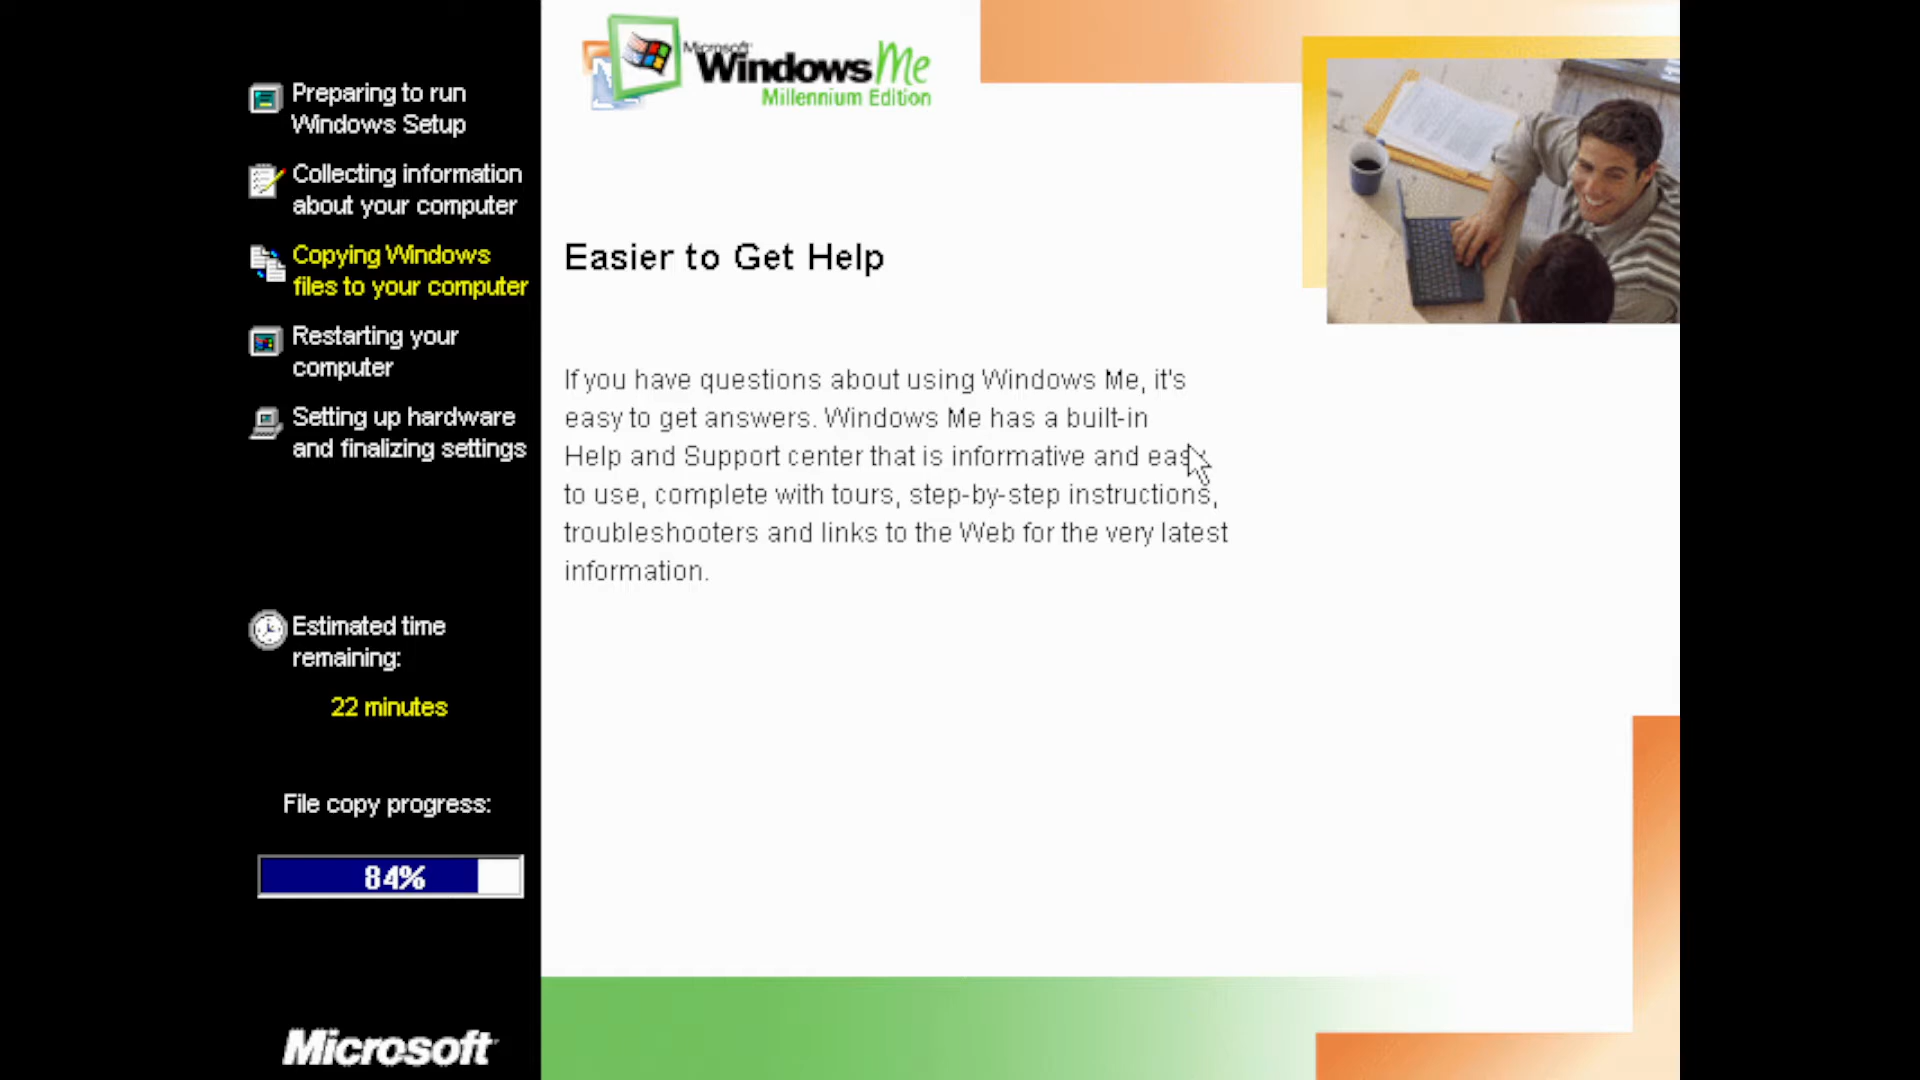 Preparing to run
Windows Setup
Collecting information
about your computer
Copying Windows
files to your computer
Restarting your
computer
Setting up hardware
and finalizing settings
Estimated time
remaining:
22 minutes
File copy progress:
84%
Microsoft
Microsoft
Windows Me
Millennium Edition
Easier to Get Help
If you have questions about using Windows Me, it's
easy to get answers. Windows Me has a built-in
Help and Support center that is informative and easy
to use, complete with tours, step-by-step instructions,
troubleshooters and links to the Web for the very latest
information.